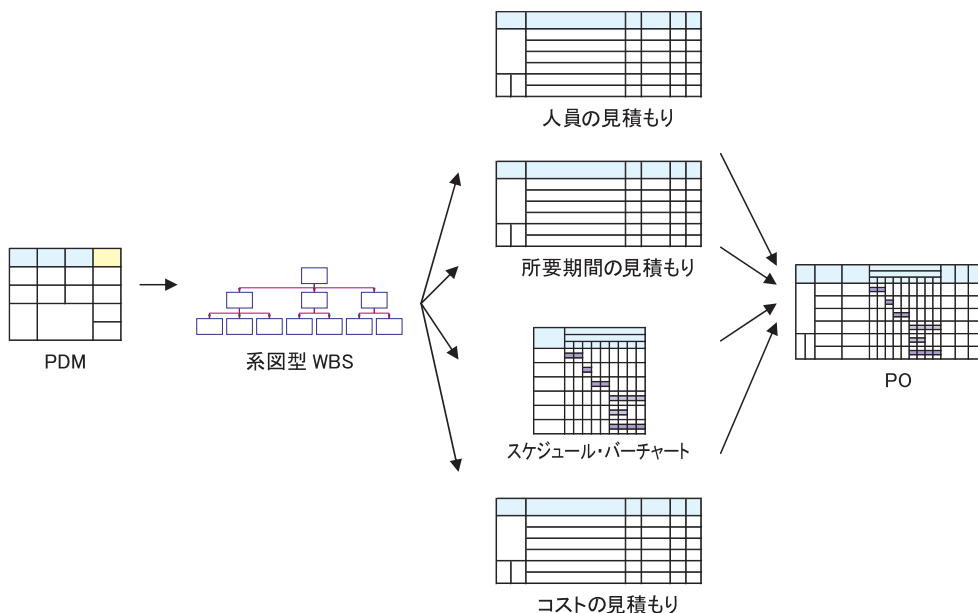 人員の見積もり
所要期間の見積もり
PDM
系図型 WBS
スケジュール・バーチャート
PO
コストの見積もり